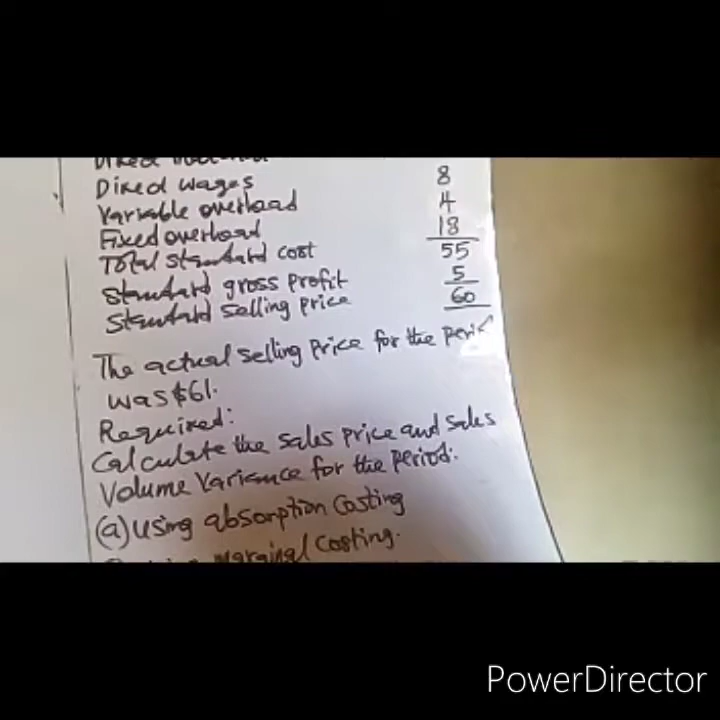 Direct wages 8
Variable overhead 4
Fixed overhead 18
Total standard cost 55
Standard gross profit 5
Standard selling price 60
The actual selling price for the
was $61.
Required:
Calculate the sales price and sales
Volume Variance for the period:
(a) Using absorption Costing
marginal Costing.
PowerDirector